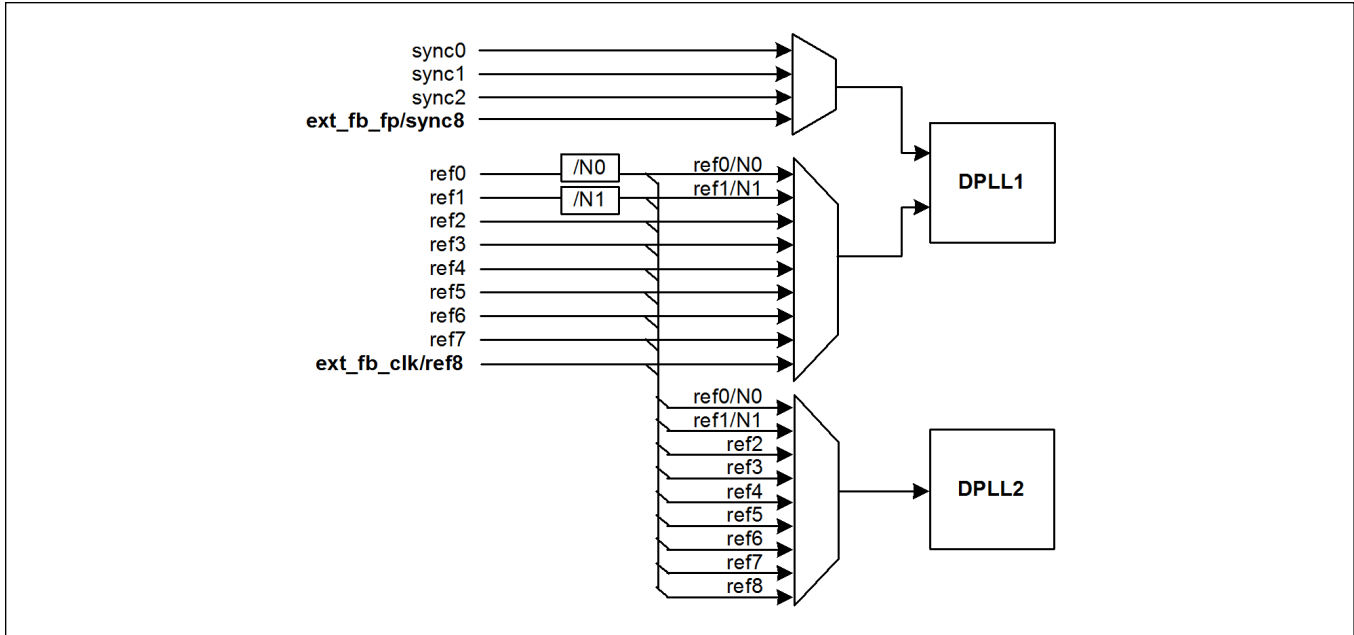 sync0
sync1
sync2
ext_fb_fp/sync8
DPLL1
ref0
/N0
ref0/N0
ref1
/N1
ref1/N1
ref2
ref3
ref4
ref5
ref6
ref7
ext_fb_clk/ref8
ref0/N0
ref1/N1
ref2
ref3
ref4
ref5
ref6
ref7
ref8
DPLL2